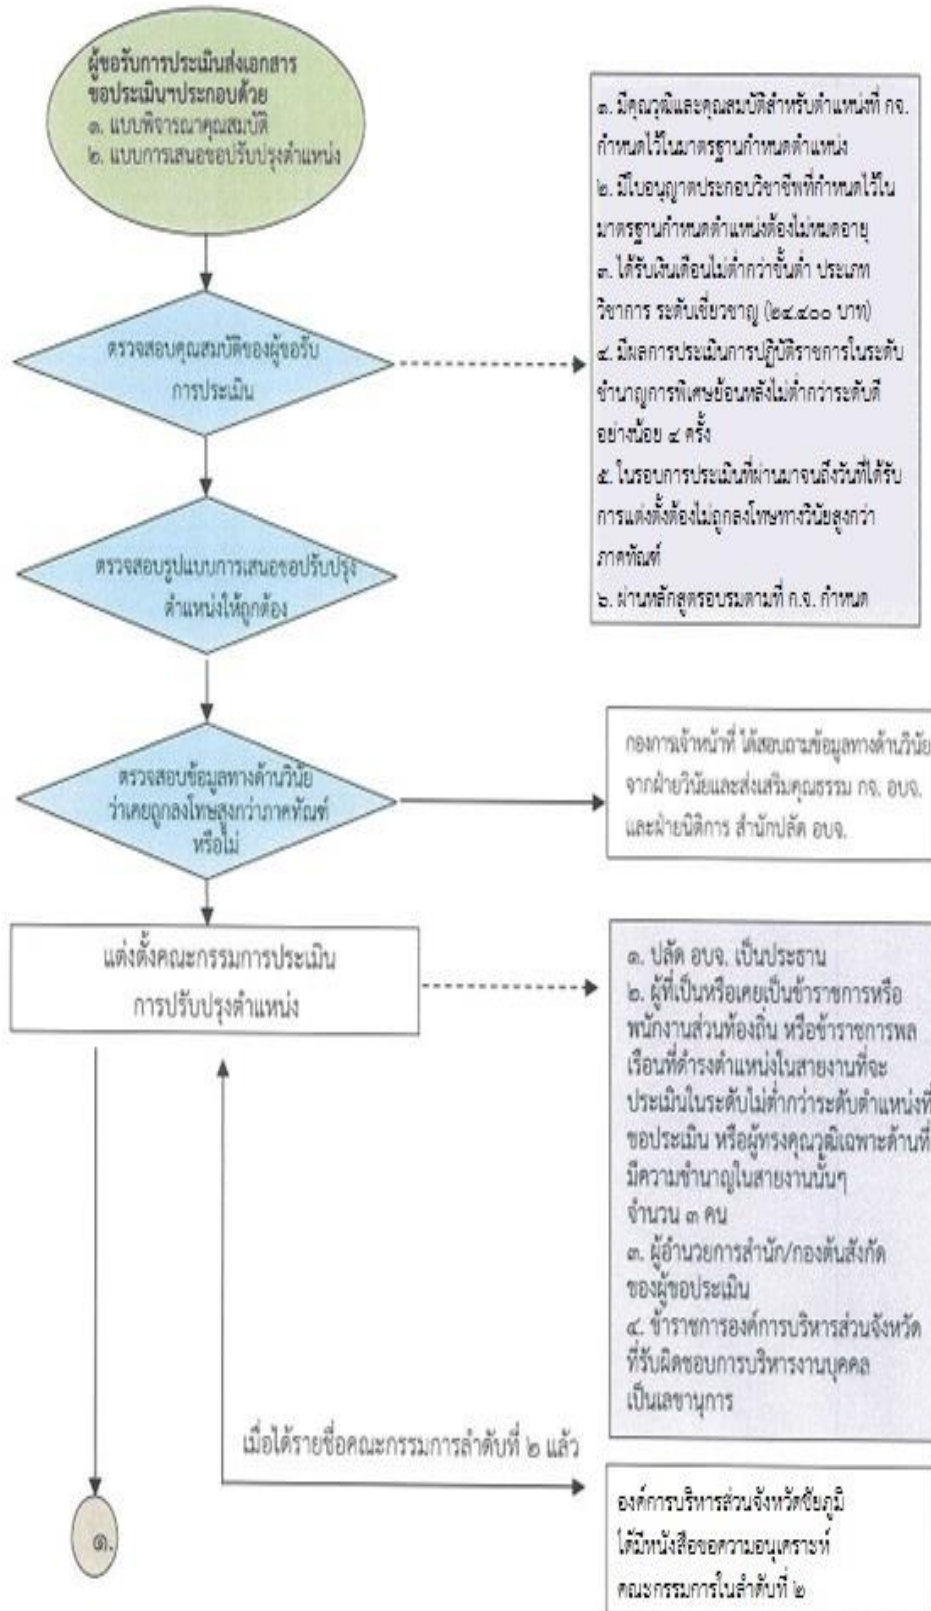 ผู้ขอรับการประเมินส่งเอกสาร
ขอประเมินฯประกอบด้วย
๑. แบบพิจารณาคุณสมบัติ
๒. แบบการเสนอขอปรับปรุงตำแหน่ง
๑. มีคุณวุฒิและคุณสมบัติสำหรับตำแหน่งที่ กจ.
กำหนดไว้ในมาตรฐานกำหนดตำแหน่ง
๒. มีใบอนุญาตประกอบวิชาชีพที่กำหนดไว้ใน
มาตรฐานกำหนดตำแหน่งต้องไม่หมดอายุ
๓. ได้รับเงินเดือนไม่ต่ำกว่าขั้นต่ำ ประเภท
วิชาการ ระดับเชี่ยวชาญ (๒๔.๔๐๐ บาท)
๔. มีผลการประเมินการปฏิบัติราชการในระดับ
ชำนาญการพิเศษย้อนหลังไม่ต่ำกว่าระดับดี
อย่างน้อย ๔ ครั้ง
๕. ในรอบการประเมินที่ผ่านมาจนถึงวันที่ได้รับ
การแต่งตั้งต้องไม่ถูกลงโทษทางวินัยสูงกว่า
ภาคทัณฑ์
๖. ผ่านหลักสูตรอบรมตามที่ ก.จ. กำหนด
ตรวจสอบคุณสมบัติของผู้ขอรับ
การประเมิน
ตรวจสอบรูปแบบการเสนอขอปรับปรุง
ตำแหน่งให้ถูกต้อง
ตรวจสอบข้อมูลทางด้านวินัย
ว่าเคยถูกลงโทษสูงกว่าภาคทัณฑ์
หรือไม่
กองการเจ้าหน้าที่ ได้สอบถามข้อมูลทางด้านวินัย
จากฝ่ายวินัยและส่งเสริมคุณธรรม กจ. อบจ.
และฝ่ายนิติการ สำนักปลัด อบจ.
แต่งตั้งคณะกรรมการประเมิน
การปรับปรุงตำแหน่ง
๑. ปลัด อบจ. เป็นประธาน
๒. ผู้ที่เป็นหรือเคยเป็นข้าราชการหรือ
พนักงานส่วนท้องถิ่น หรือข้าราชการพล
เรือนที่ดำรงตำแหน่งในสายงานที่จะ
ประเมินในระดับไม่ต่ำกว่าระดับตำแหน่งที่
ขอประเมิน หรือผู้ทรงคุณวุฒิเฉพาะด้านที่
มีความชำนาญในสายงานนั้นๆ
จำนวน ๓ คน
๓. ผู้อำนวยการสำนัก/กองต้นสังกัด
ของผู้ขอประเมิน
๔. ข้าราชการองค์การบริหารส่วนจังหวัด
ที่รับผิดชอบการบริหารงานบุคคล
เป็นเลขานุการ
เมื่อได้รายชื่อคณะกรรมการลำดับที่ ๒ แล้ว
องค์การบริหารส่วนจังหวัดชัยภูมิ
ได้มีหนังสือขอความอนุเคราะห์
คณะกรรมการในลำดับที่ ๒
๑.